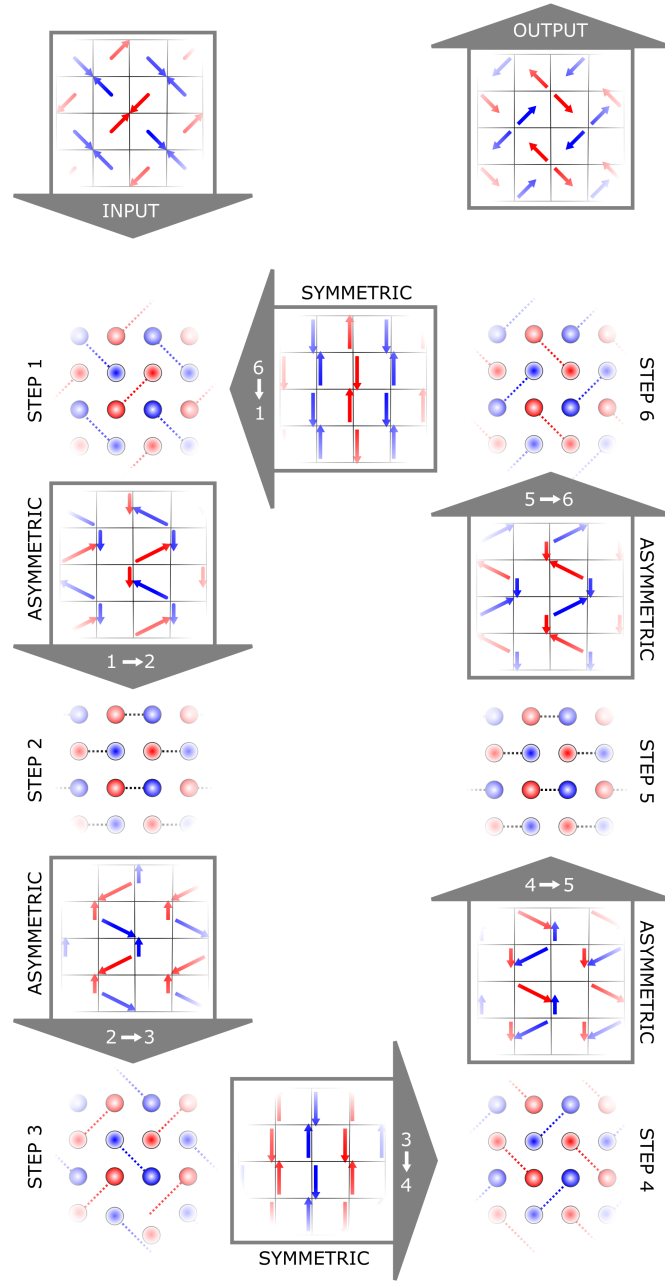 INPUT
OUTPUT
STEP 1
SYMMETRIC
6 → 1
STEP 6
ASYMMETRIC
1 → 2
5 → 6
ASYMMETRIC
STEP 2
STEP 5
ASYMMETRIC
2 → 3
4 → 5
ASYMMETRIC
STEP 3
3 → 4
SYMMETRIC
STEP 4